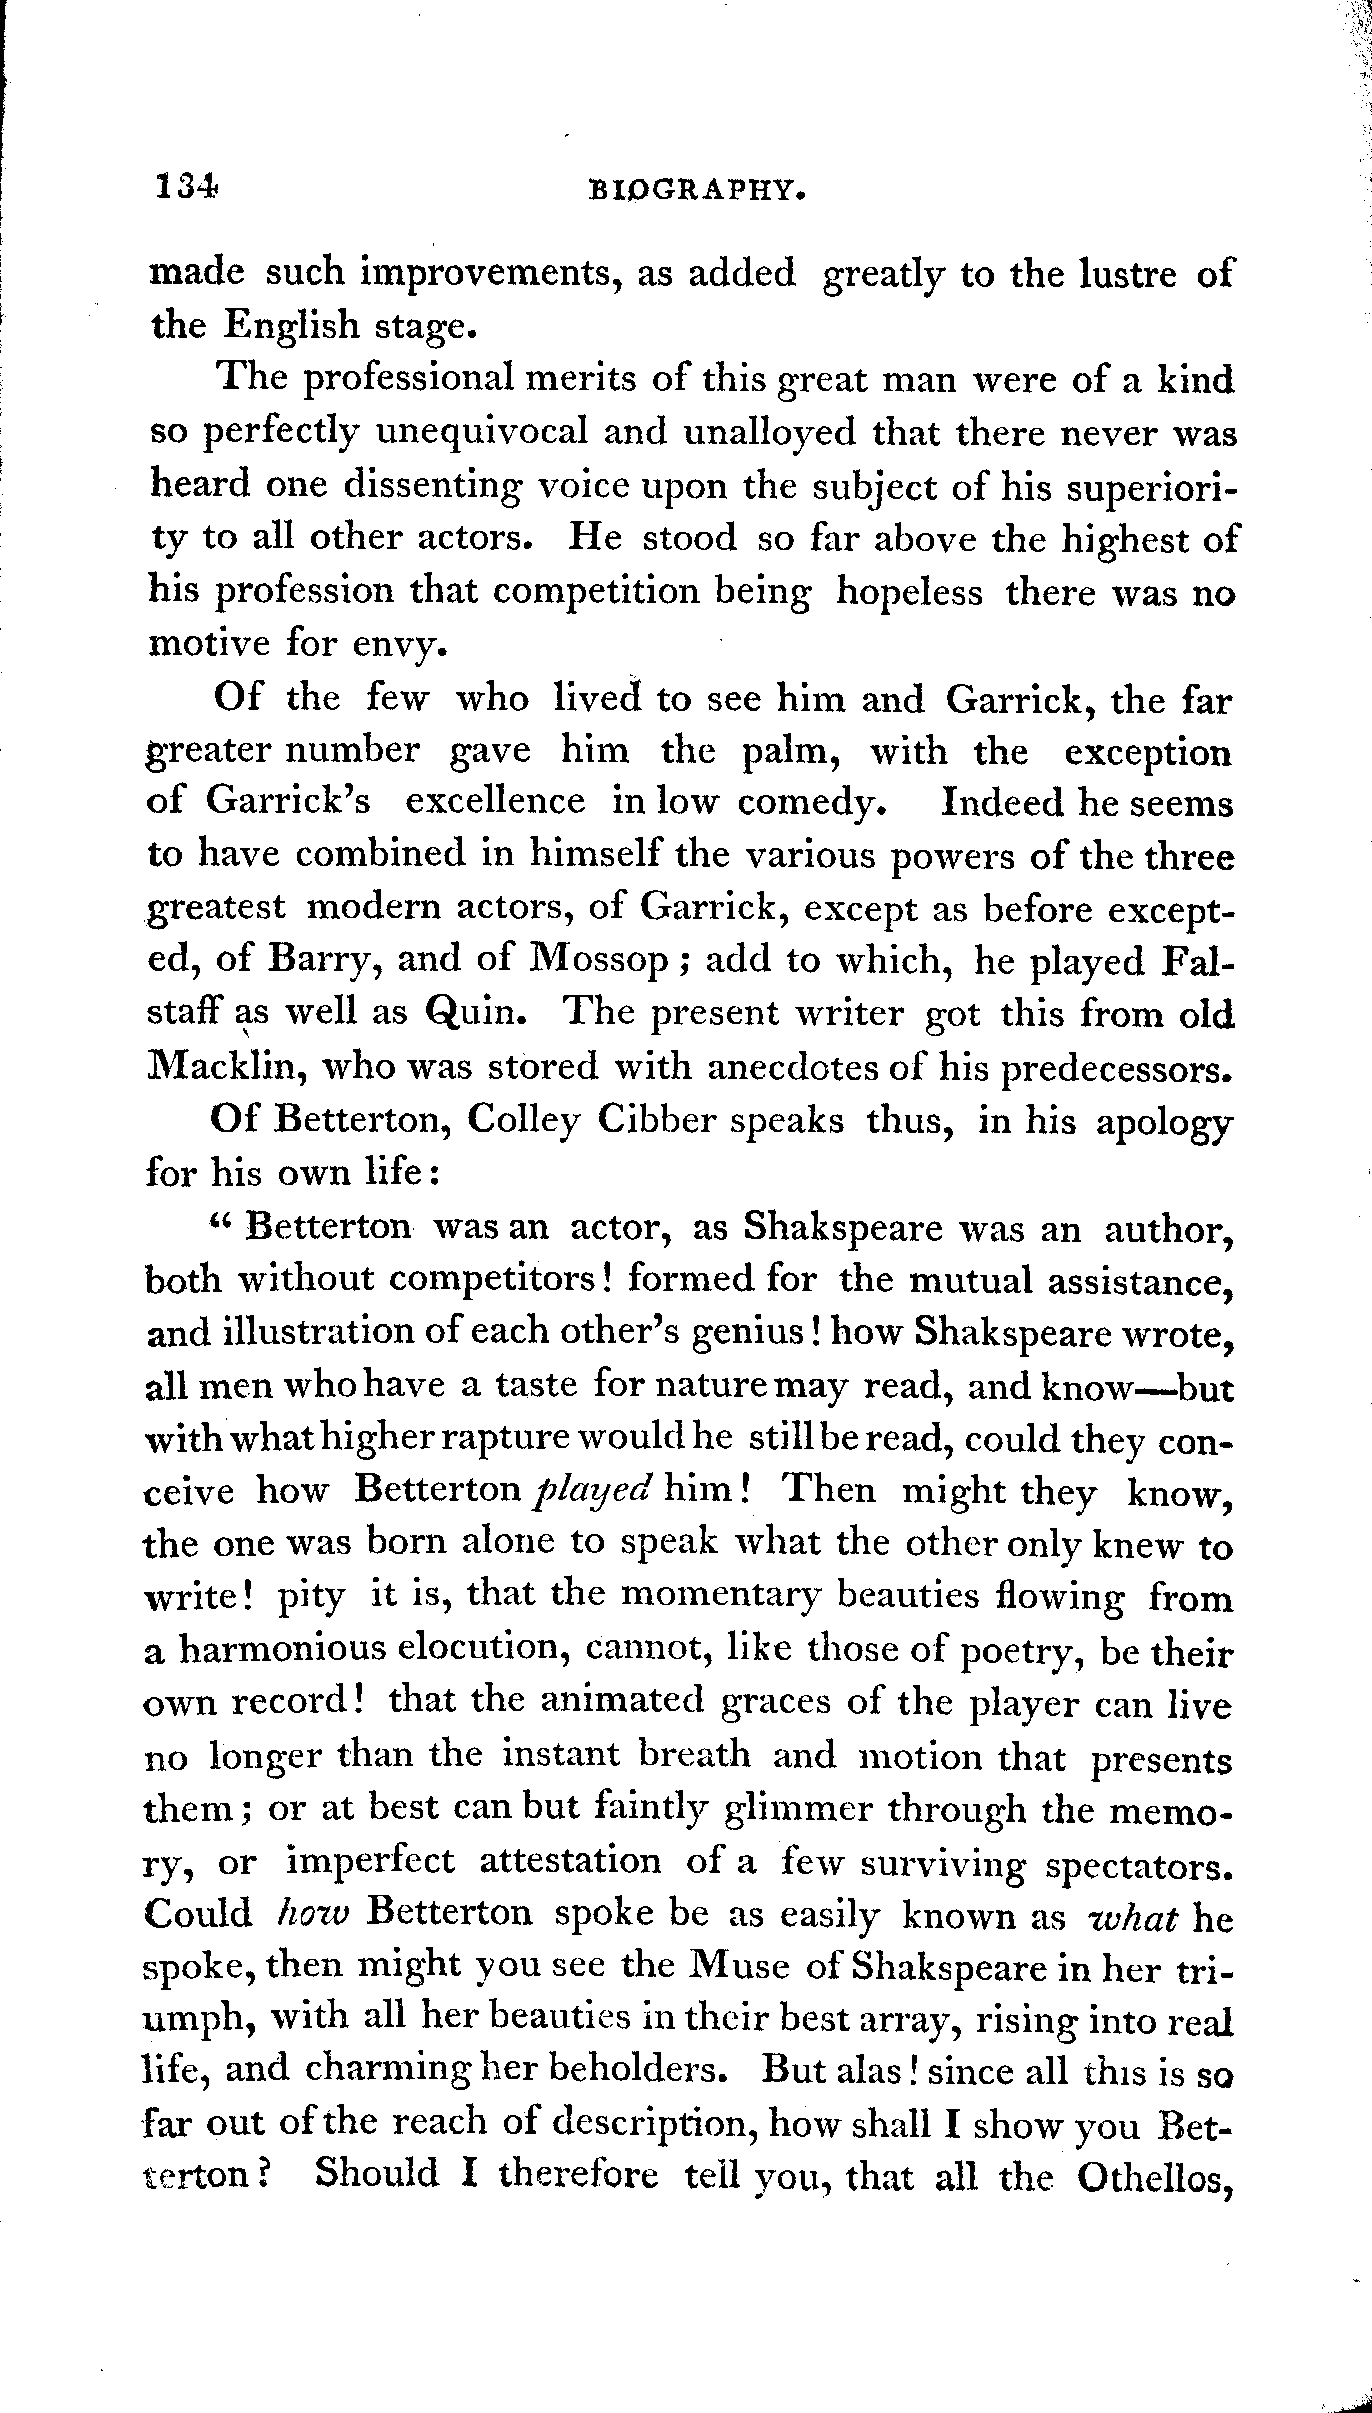 134 BIOGRAPHY.
made such improvements, as added greatly to the lustre of
the English stage.
The professional merits of this great man were of a kind
so perfectly unequivocal and unalloyed that there never was
heard one dissenting voice upon the subject of his superiori-
ty to all other actors. He stood so far above the highest of
his profession that competition being hopeless there was no
motive for envy.
Of the few who lived to see him and Garrick, the far
greater number gave him the palm, with the exception
of Garrick's excellence in low comedy. Indeed he seems
to have combined in himself the various powers of the three
greatest modern actors, of Garrick, except as before except-
ed, of Barry, and of Mossop; add to which, he played Fal-
staff as well as Quin. The present writer got this from old
Macklin, who was stored with anecdotes of his predecessors.
Of Betterton, Colley Cibber speaks thus, in his apology
for his own life:
"Betterton was an actor, as Shakspeare was an author,
both without competitors! formed for the mutual assistance,
and illustration of each other's genius! how Shakspeare wrote,
all men who have a taste for nature may read, and know—but
with what higher rapture would he still be read, could they con-
ceive how Betterton played him! Then might they know,
the one was born alone to speak what the other only knew to
write! pity it is, that the momentary beauties flowing from
a harmonious elocution, cannot, like those of poetry, be their
own record! that the animated graces of the player can live
no longer than the instant breath and motion that presents
them; or at best can but faintly glimmer through the memo-
ry, or imperfect attestation of a few surviving spectators.
Could how Betterton spoke be as easily known as what he
spoke, then might you see the Muse of Shakspeare in her tri-
umph, with all her beauties in their best array, rising into real
life, and charming her beholders. But alas! since all this is so
far out of the reach of description, how shall I show you Bet-
terton? Should I therefore tell you, that all the Othellos,